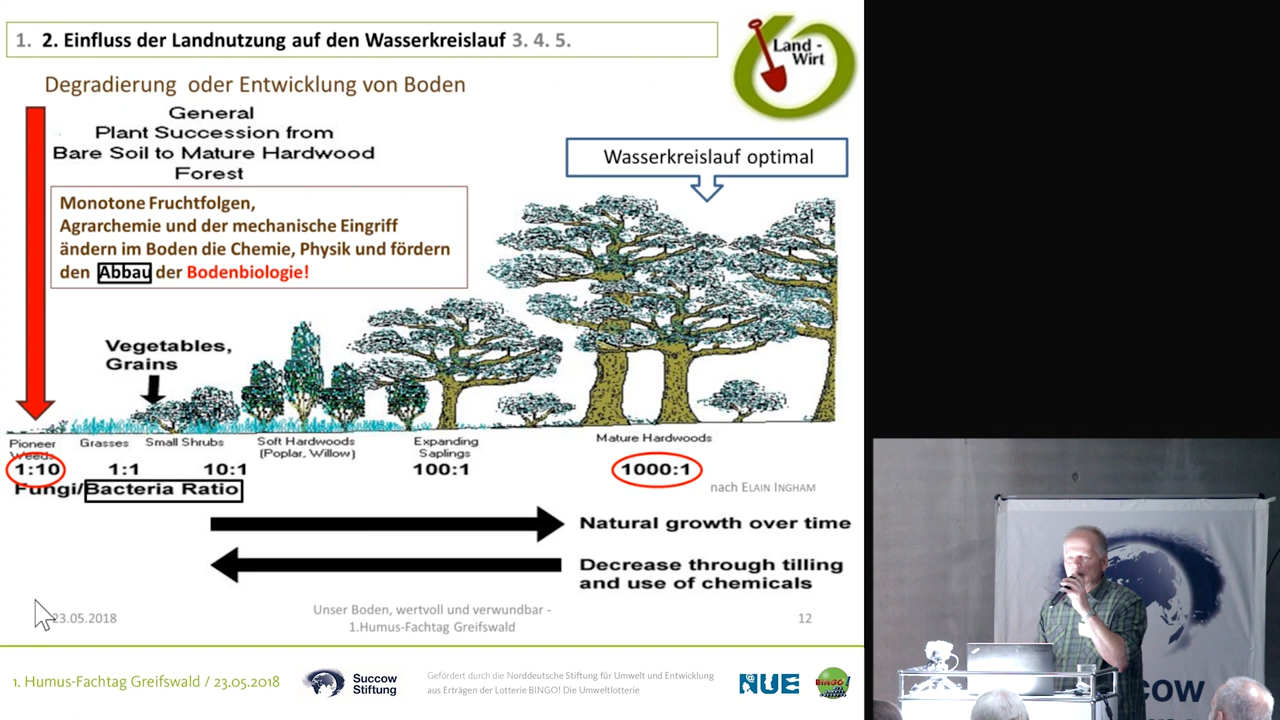 1. 2. Einfluss der Landnutzung auf den Wasserkreislauf 3. 4. 5.
Land -
Wirt
Degradierung oder Entwicklung von Boden
General
Plant Succession from
Bare Soil to Mature Hardwood
Forest
Wasserkreislauf optimal
Monotone Fruchtfolgen,
Agrarchemie und der mechanische Eingriff
ändern im Boden die Chemie, Physik und fördern
den Abbau der Bodenbiologie!
Vegetables,
Grains
Pioneer
Weeds
Grasses
Small Shrubs
Soft Hardwoods
(Poplar, Willow)
Expanding
Saplings
Mature Hardwoods
1:10 1:1 10:1 100:1 1000:1
Fungi/Bacteria Ratio
nach ELAIN INGHAM
Natural growth over time
Decrease through tilling
and use of chemicals
23.05.2018
Unser Boden, wertvoll und verwundbar -
1.Humus-Fachtag Greifswald
12
1. Humus-Fachtag Greifswald / 23.05.2018
Succow
Stiftung
Gefördert durch die Norddeutsche Stiftung für Umwelt und Entwicklung
aus Erträgen der Lotterie BINGO! Die Umweltlotterie
NUE
BINGO!
cow